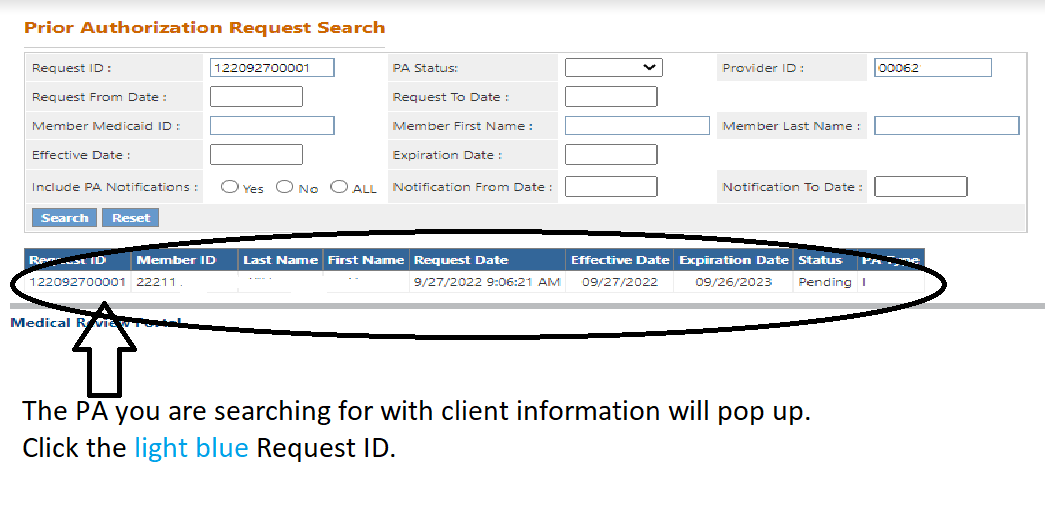 Prior Authorization Request Search
Request ID : 122092700001 PA Status: Provider ID : 00062
Request From Date : Request To Date :
Member Medicaid ID : Member First Name : Member Last Name :
Effective Date : Expiration Date :
Include PA Notifications : Yes No ALL Notification From Date : Notification To Date :
Search Reset
Request ID Member ID Last Name First Name Request Date Effective Date Expiration Date Status PA Type
122092700001 22211 9/27/2022 9:06:21 AM 09/27/2022 09/26/2023 Pending I
Medical Review Portal
The PA you are searching for with client information will pop up.
Click the light blue Request ID.